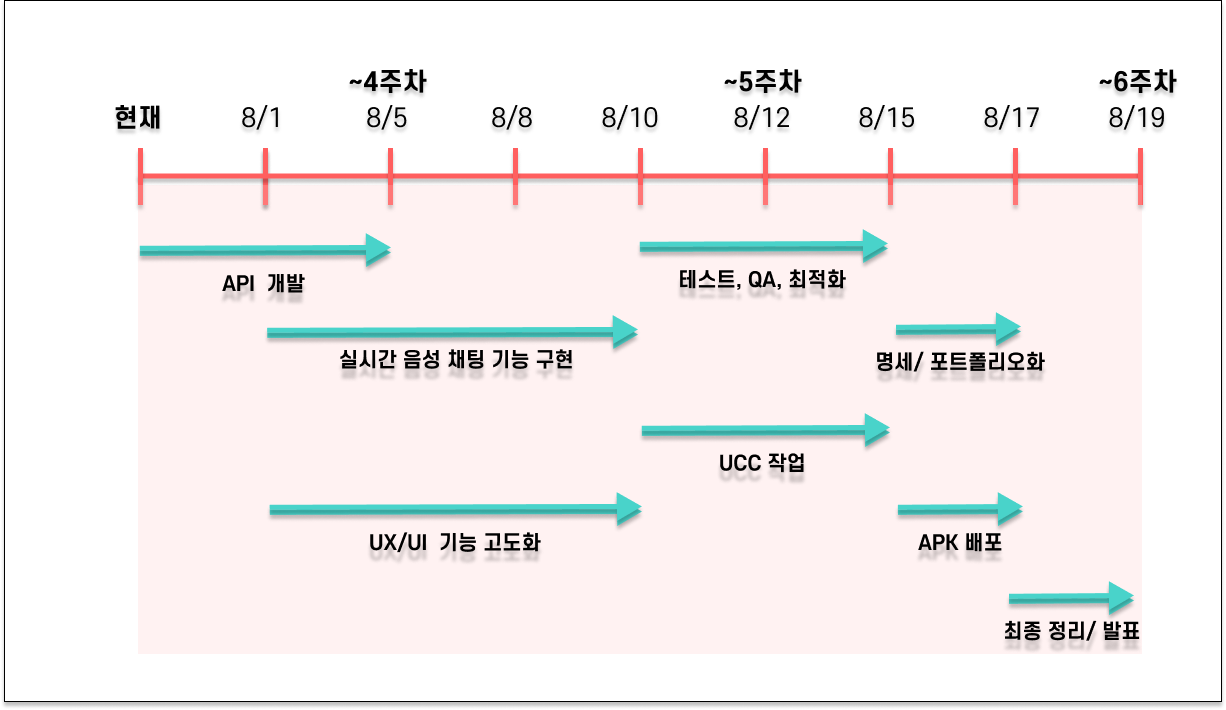 ~4주차 ~5주차 ~6주차
현재 8/1 8/5 8/8 8/10 8/12 8/15 8/17 8/19
API 개발
테스트, QA, 최적화
실시간 음성 채팅 기능 구현
명세/ 포트폴리오화
UCC 작업
UX/UI 기능 고도화
APK 배포
최종 정리/ 발표